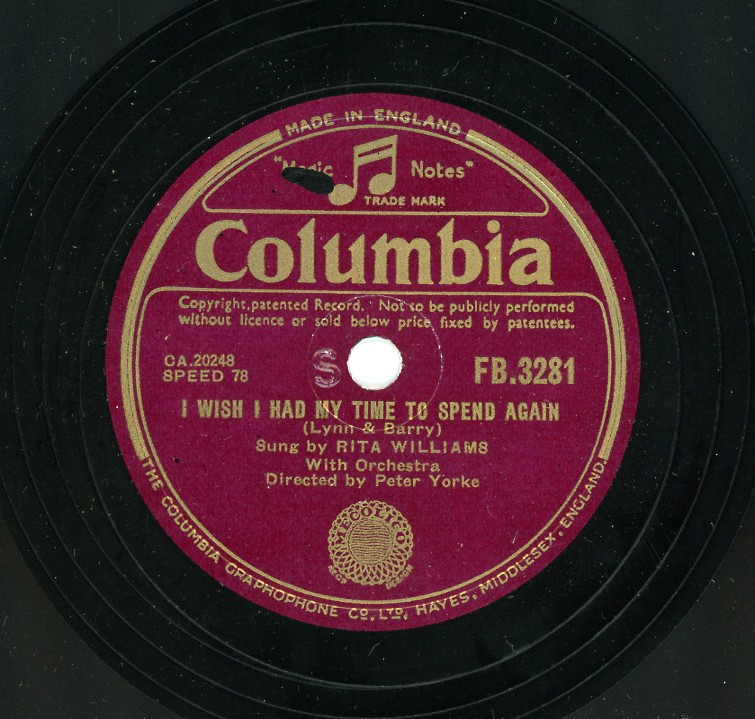 MADE IN ENGLAND
Notes"
TRADE MARK
Columbia
Copyright, patented Record. Not to be publicly performed
without licence or sold below price fixed by patentees.
CA.20248
SPEED 78
S
FB.3281
I WISH I HAD MY TIME TO SPEND AGAIN
(Lynn & Barry)
Sung by RITA WILLIAMS
With Orchestra
Directed by Peter Yorke
MECOLICO
THE COLUMBIA GRAPHOPHONE CO., LTD, HAYES, MIDDLESEX, ENGLAND.